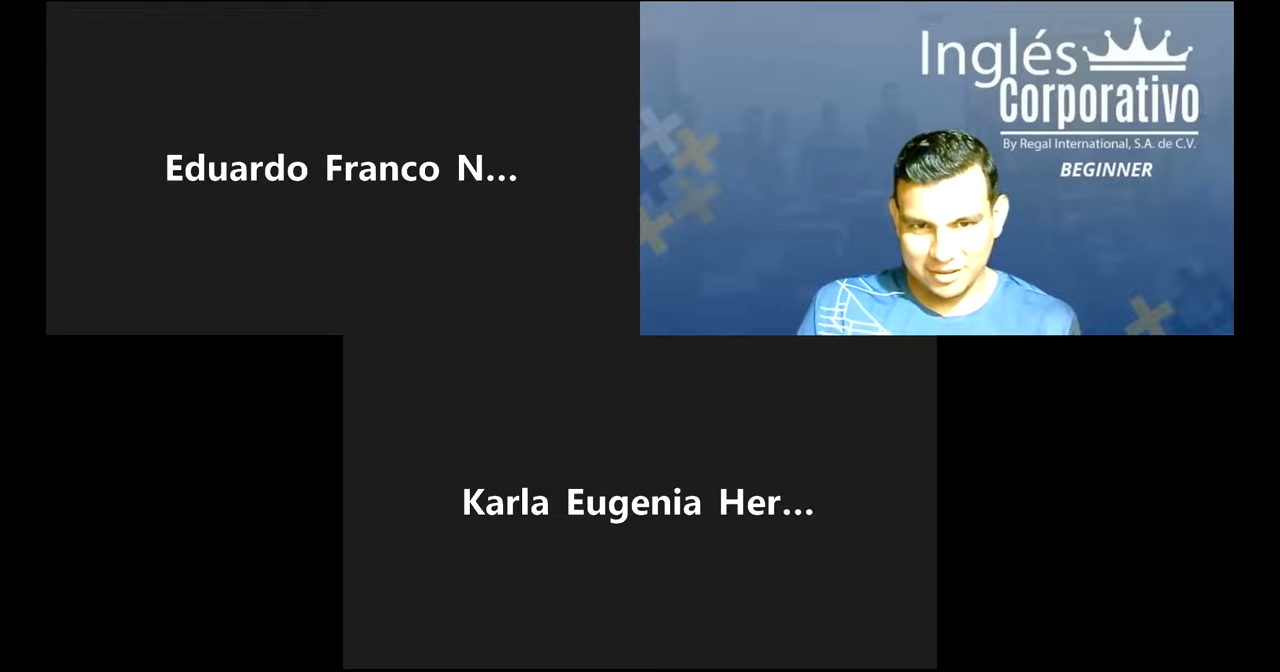 Eduardo Franco N...
Inglés
Corporativo
By Regal International, S.A. de C.V.
BEGINNER
Karla Eugenia Her...